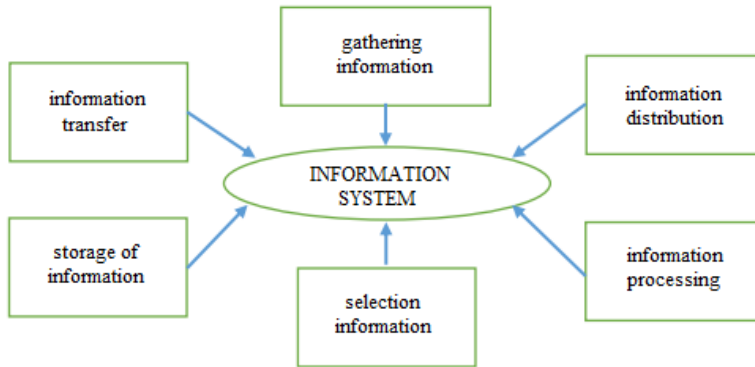 gathering
information
information
transfer
information
distribution
INFORMATION
SYSTEM
storage of
information
selection
information
information
processing